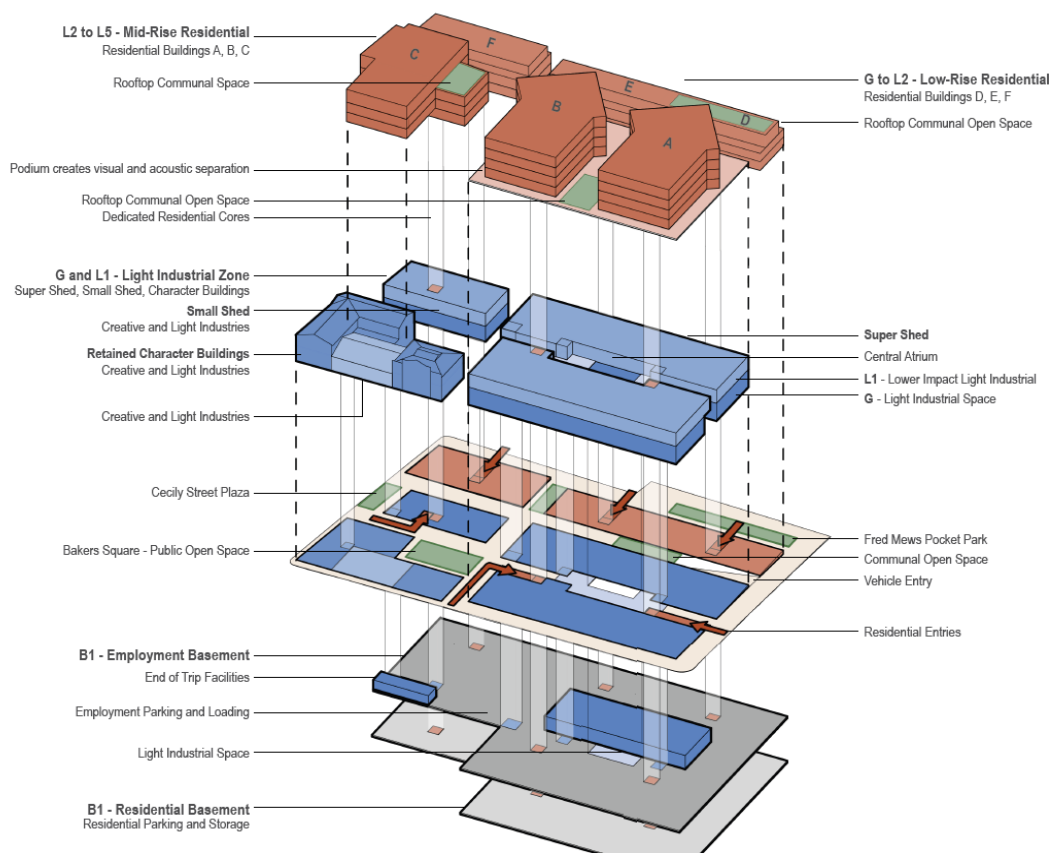 L2 to L5 - Mid-Rise Residential
Residential Buildings A, B, C
Rooftop Communal Space
F
C
E
B
D
A
G to L2 - Low-Rise Residential
Residential Buildings D, E, F
Rooftop Communal Open Space
Podium creates visual and acoustic separation
Rooftop Communal Open Space
Dedicated Residential Cores
G and L1 - Light Industrial Zone
Super Shed, Small Shed, Character Buildings
Small Shed
Creative and Light Industries
Retained Character Buildings
Creative and Light Industries
Creative and Light Industries
Super Shed
Central Atrium
L1 - Lower Impact Light Industrial
G - Light Industrial Space
Cecily Street Plaza
Bakers Square - Public Open Space
Fred Mews Pocket Park
Communal Open Space
Vehicle Entry
Residential Entries
B1 - Employment Basement
End of Trip Facilities
Employment Parking and Loading
Light Industrial Space
B1 - Residential Basement
Residential Parking and Storage